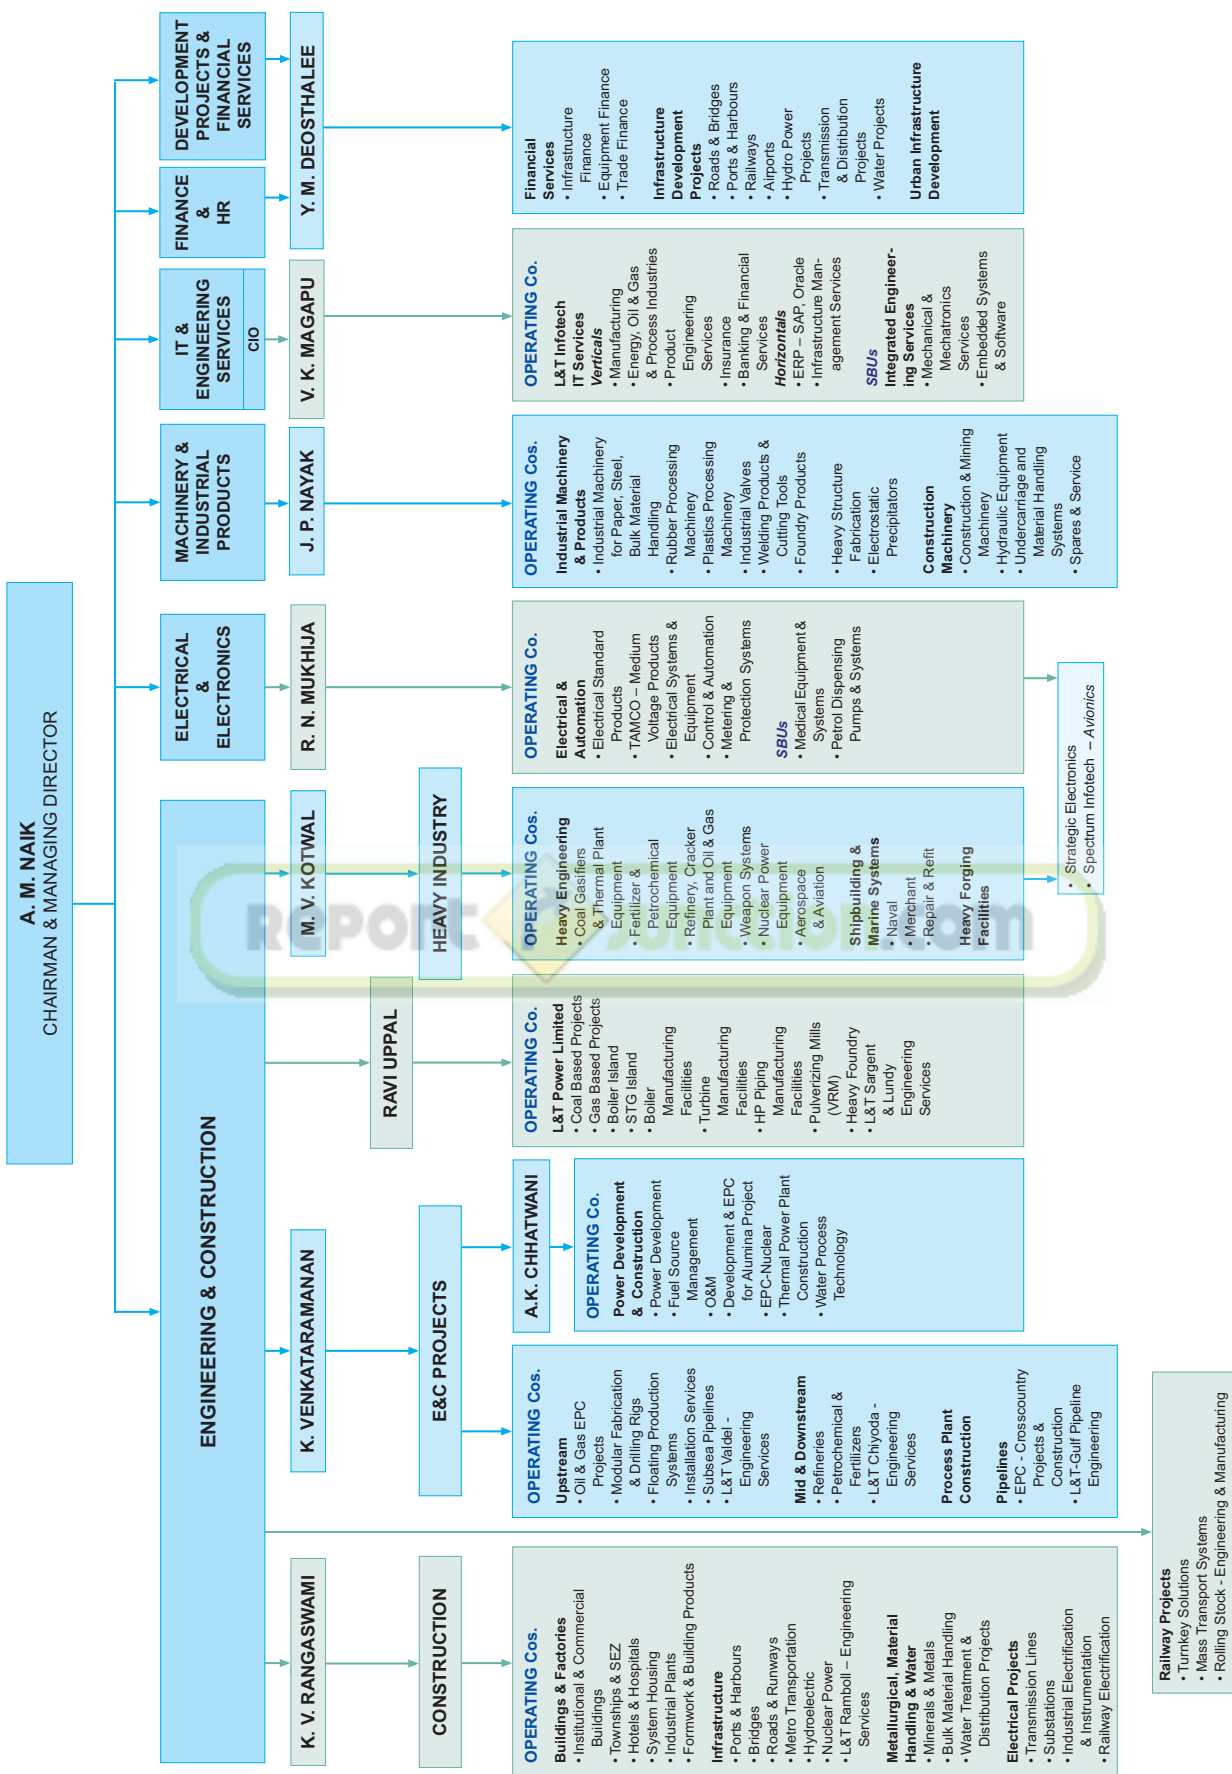 A. M. NAIK
CHAIRMAN & MANAGING DIRECTOR
ENGINEERING & CONSTRUCTION
ELECTRICAL
&
ELECTRONICS
MACHINERY &
INDUSTRIAL
PRODUCTS
IT &
ENGINEERING
SERVICES
CIO
FINANCE
&
HR
DEVELOPMENT
PROJECTS &
FINANCIAL
SERVICES
K. V. RANGASWAMI
K. VENKATARAMANAN
M. V. KOTWAL
R. N. MUKHIJA
J. P. NAYAK
V. K. MAGAPU
Y. M. DEOSTHALEE
RAVI UPPAL
CONSTRUCTION
E&C PROJECTS
HEAVY INDUSTRY
A.K. CHHATWANI
OPERATING Cos.
Buildings & Factories
• Institutional & Commercial
Buildings
• Townships & SEZ
• Hotels & Hospitals
• System Housing
• Industrial Plants
• Formwork & Building Products
Infrastructure
• Ports & Harbours
• Bridges
• Roads & Runways
• Metro Transportation
• Hydroelectric
• Nuclear Power
• L&T Ramboll – Engineering
Services
Metallurgical, Material
Handling & Water
• Minerals & Metals
• Bulk Material Handling
• Water Treatment &
Distribution Projects
Electrical Projects
• Transmission Lines
• Substations
• Industrial Electrification
& Instrumentation
• Railway Electrification
OPERATING Cos.
Upstream
• Oil & Gas EPC
Projects
• Modular Fabrication
& Drilling Rigs
• Floating Production
Systems
• Installation Services
• Subsea Pipelines
• L&T Valdel -
Engineering
Services
Mid & Downstream
• Refineries
• Petrochemical &
Fertilizers
• L&T Chiyoda -
Engineering
Services
Process Plant
Construction
Pipelines
• EPC - Crosscountry
Projects &
Construction
• L&T-Gulf Pipeline
Engineering
OPERATING Co.
Power Development
& Construction
• Power Development
• Fuel Source
Management
• O&M
• Development & EPC
for Alumina Project
• EPC-Nuclear
• Thermal Power Plant
Construction
• Water Process
Technology
OPERATING Co.
L&T Power Limited
• Coal Based Projects
• Gas Based Projects
• Boiler Island
• STG Island
• Boiler
Manufacturing
Facilities
• Turbine
Manufacturing
Facilities
• HP Piping
Manufacturing
Facilities
• Pulverizing Mills
(VRM)
• Heavy Foundry
• L&T Sargent
& Lundy
Engineering
Services
OPERATING Cos.
Heavy Engineering
• Coal Gasifiers
& Thermal Plant
Equipment
• Fertilizer &
Petrochemical
Equipment
• Refinery, Cracker
Plant and Oil & Gas
Equipment
• Weapon Systems
• Nuclear Power
Equipment
• Aerospace
& Aviation
Shipbuilding &
Marine Systems
• Naval
Merchant
• Repair & Refit
Heavy Forging
Facilities
OPERATING Co.
Electrical &
Automation
• Electrical Standard
Products
• TAMCO – Medium
Voltage Products
• Electrical Systems &
Equipment
• Control & Automation
• Metering &
Protection Systems
SBUs
• Medical Equipment &
Systems
• Petrol Dispensing
Pumps & Systems
OPERATING Cos.
Industrial Machinery
& Products
• Industrial Machinery
for Paper, Steel,
Bulk Material
Handling
• Rubber Processing
Machinery
• Plastics Processing
Machinery
• Industrial Valves
• Welding Products &
Cutting Tools
• Foundry Products
• Heavy Structure
Fabrication
• Electrostatic
Precipitators
Construction
Machinery
• Construction & Mining
Machinery
• Hydraulic Equipment
• Undercarriage and
Material Handling
Systems
• Spares & Service
OPERATING Co.
L&T Infotech
IT Services
Verticals
• Manufacturing
• Energy, Oil & Gas
& Process Industries
• Product
Engineering
Services
• Insurance
• Banking & Financial
Services
Horizontals
• ERP – SAP, Oracle
• Infrastructure Man-
agement Services
SBUs
Integrated Engineer-
ing Services
• Mechanical &
Mechatronics
Services
• Embedded Systems
& Software
Financial
Services
• Infrastructure
Finance
• Equipment Finance
• Trade Finance
Infrastructure
Development
Projects
• Roads & Bridges
• Ports & Harbours
• Railways
• Airports
• Hydro Power
Projects
• Transmission
& Distribution
Projects
• Water Projects
Urban Infrastructure
Development
• Strategic Electronics
• Spectrum Infotech – Avionics
Railway Projects
• Turnkey Solutions
• Mass Transport Systems
• Rolling Stock - Engineering & Manufacturing
Report Junction.com